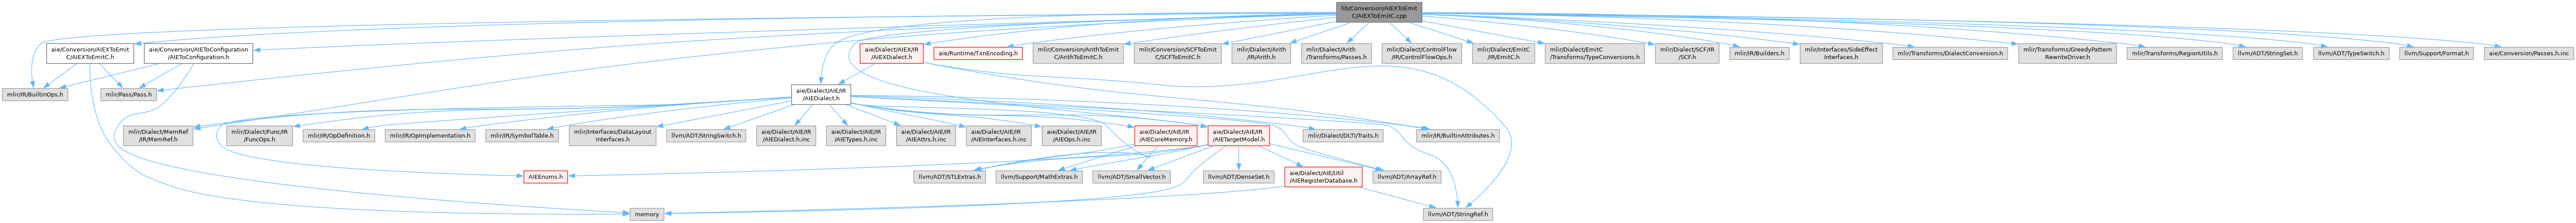 lib/Conversion/AIEXToEmit
C/AIEXToEmitC.cpp
aie/Conversion/AIEXToEmit
C/AIEXToEmitC.h
aie/Conversion/AIEToConfiguration
/AIEToConfiguration.h
aie/Dialect/AIEX/IR
/AIEXDialect.h
aie/Runtime/TxnEncoding.h
mlir/Conversion/ArithToEmit
C/ArithToEmitC.h
mlir/Conversion/SCFToEmit
C/SCFToEmitC.h
mlir/Dialect/Arith
/IR/Arith.h
mlir/Dialect/Arith
/Transforms/Passes.h
mlir/Dialect/ControlFlow
/IR/ControlFlowOps.h
mlir/Dialect/EmitC
/IR/EmitC.h
mlir/Dialect/EmitC
/Transforms/TypeConversions.h
mlir/Dialect/SCF/IR
/SCF.h
mlir/IR/Builders.h
mlir/Interfaces/SideEffect
Interfaces.h
mlir/Transforms/DialectConversion.h
mlir/Transforms/GreedyPattern
RewriteDriver.h
mlir/Transforms/RegionUtils.h
llvm/ADT/StringSet.h
llvm/ADT/TypeSwitch.h
llvm/Support/Format.h
aie/Conversion/Passes.h.inc
mlir/IR/BuiltinOps.h
mlir/Pass/Pass.h
aie/Dialect/AIE/IR
/AIEDialect.h
mlir/Dialect/MemRef
/IR/MemRef.h
mlir/Dialect/Func/IR
/FuncOps.h
mlir/IR/OpDefinition.h
mlir/IR/OpImplementation.h
mlir/IR/SymbolTable.h
mlir/Interfaces/DataLayout
Interfaces.h
llvm/ADT/StringSwitch.h
aie/Dialect/AIE/IR
/AIEDialect.h.inc
aie/Dialect/AIE/IR
/AIETypes.h.inc
aie/Dialect/AIE/IR
/AIEAttrs.h.inc
aie/Dialect/AIE/IR
/AIEInterfaces.h.inc
aie/Dialect/AIE/IR
/AIEOps.h.inc
aie/Dialect/AIE/IR
/AIECoreMemory.h
aie/Dialect/AIE/IR
/AIETargetModel.h
mlir/Dialect/DLTI/Traits.h
mlir/IR/BuiltinAttributes.h
AIEEnums.h
llvm/ADT/STLExtras.h
llvm/Support/MathExtras.h
llvm/ADT/SmallVector.h
llvm/ADT/DenseSet.h
aie/Dialect/AIE/Util
/AIERegisterDatabase.h
llvm/ADT/ArrayRef.h
memory
llvm/ADT/StringRef.h